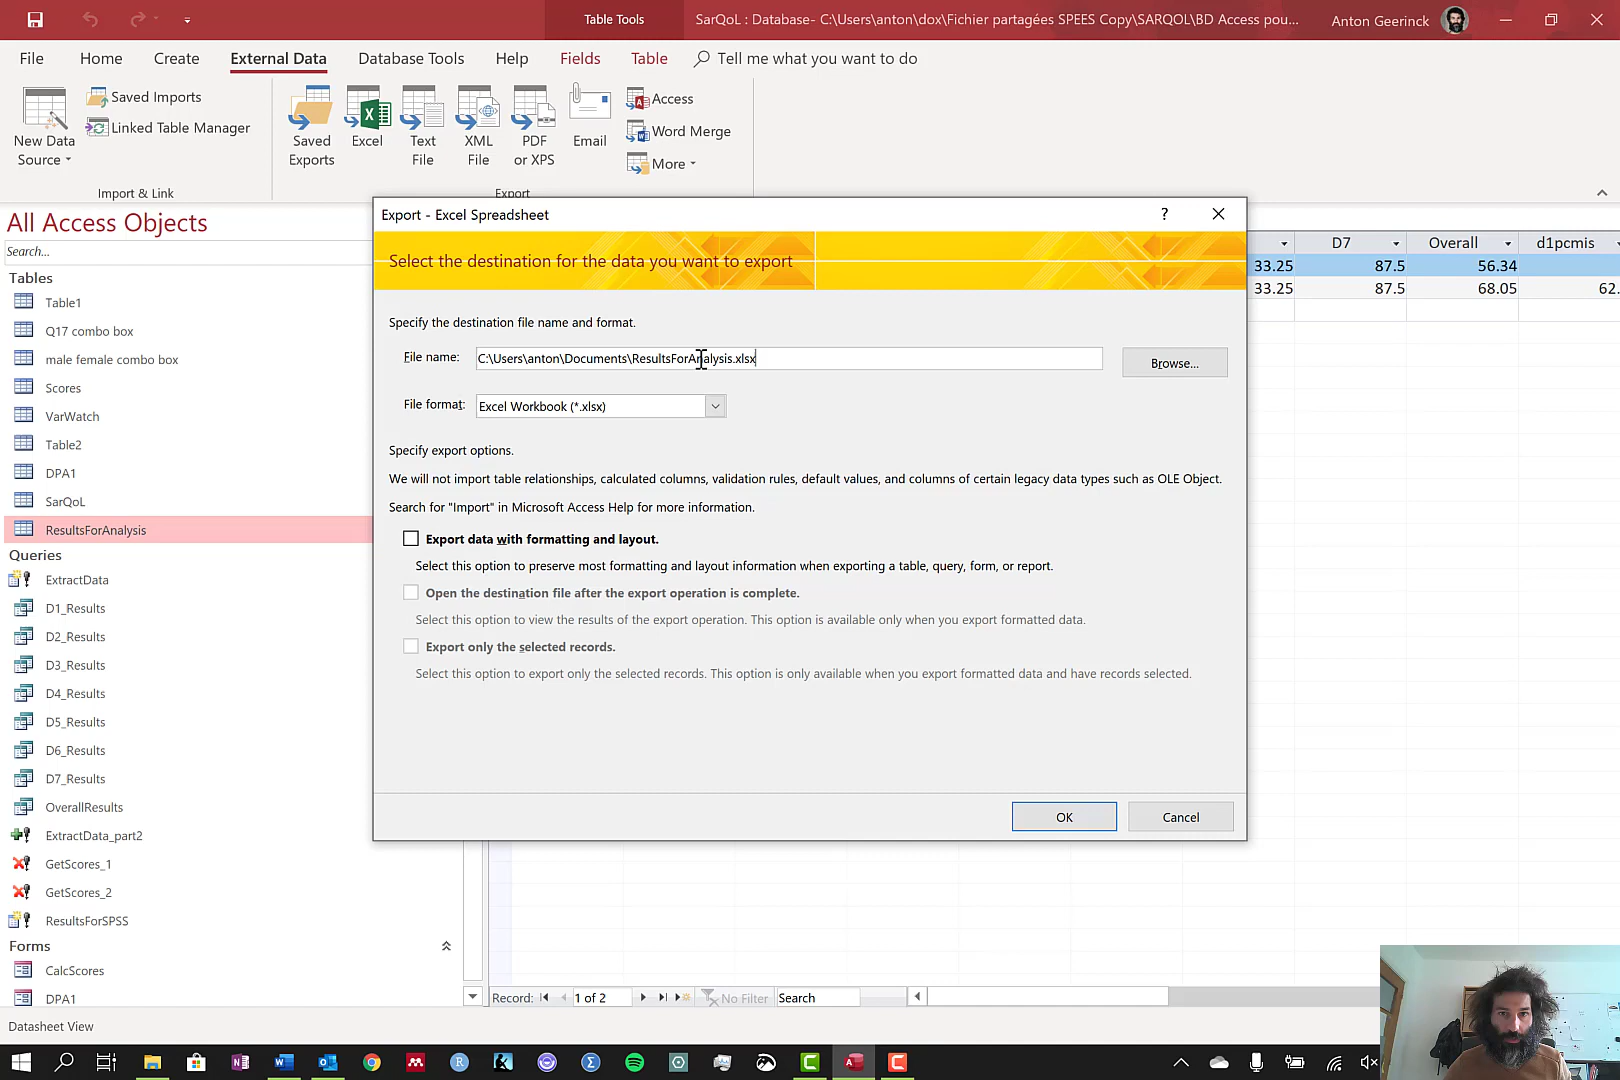 Table Tools
SarQoL : Database- C:\Users\anton\dox\Fichier partagées SPEES Copy\SARQOL\BD Access pou...
Anton Geerinck
File
Home
Create
External Data
Database Tools
Help
Fields
Table
Tell me what you want to do
New Data
Source
Saved Imports
Linked Table Manager
Import & Link
Saved
Exports
Excel
Text
File
XML
File
PDF
or XPS
Email
Access
Word Merge
More
Export
All Access Objects
Search...
Tables
Table1
Q17 combo box
male female combo box
Scores
VarWatch
Table2
DPA1
SarQoL
ResultsForAnalysis
Queries
ExtractData
D1_Results
D2_Results
D3_Results
D4_Results
D5_Results
D6_Results
D7_Results
OverallResults
ExtractData_part2
GetScores_1
GetScores_2
ResultsForSPSS
Forms
CalcScores
DPA1
Export - Excel Spreadsheet
?
Select the destination for the data you want to export
Specify the destination file name and format.
File name:
C:\Users\anton\Documents\ResultsForAnalysis.xlsx
Browse...
File format:
Excel Workbook (*.xlsx)
Specify export options.
We will not import table relationships, calculated columns, validation rules, default values, and columns of certain legacy data types such as OLE Object.
Search for "Import" in Microsoft Access Help for more information.
Export data with formatting and layout.
Select this option to preserve most formatting and layout information when exporting a table, query, form, or report.
Open the destination file after the export operation is complete.
Select this option to view the results of the export operation. This option is available only when you export formatted data.
Export only the selected records.
Select this option to export only the selected records. This option is only available when you export formatted data and have records selected.
OK
Cancel
D7 Overall d1pcmis
33.25 87.5 56.34
33.25 87.5 68.05 62.
Record:
1 of 2
No Filter
Search
Datasheet View